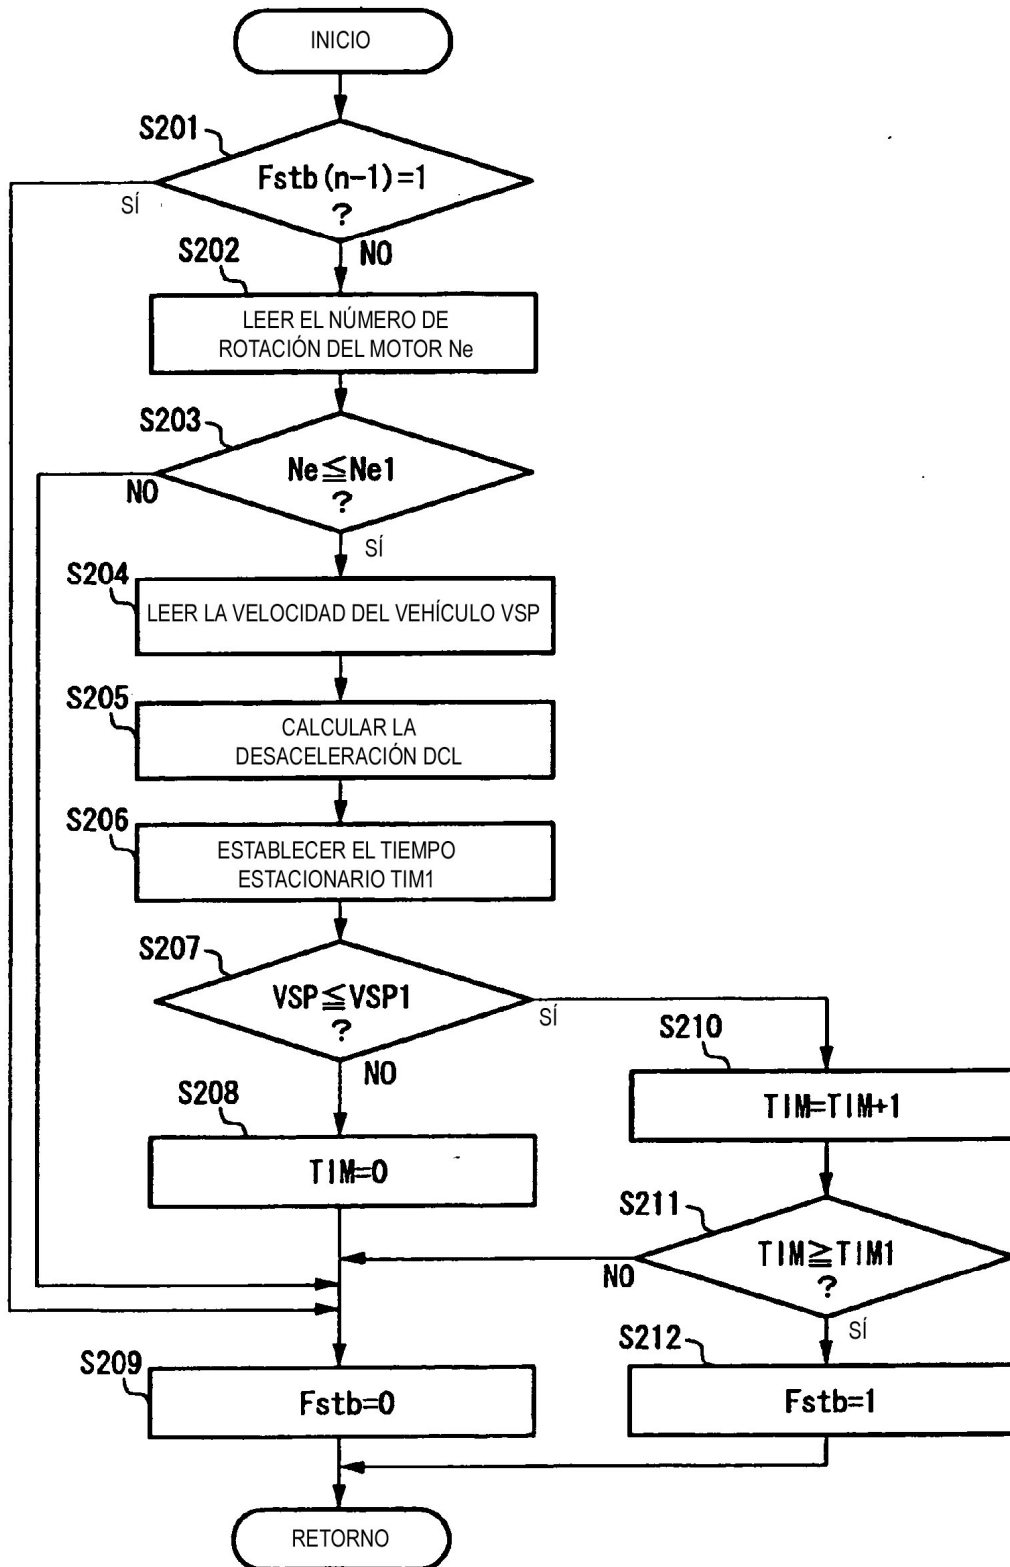 INICIO
S201
Fstb(n-1)=1
?
SÍ
NO
S202
LEER EL NÚMERO DE
ROTACIÓN DEL MOTOR Ne
S203
Ne≦Ne1
?
NO
SÍ
S204
LEER LA VELOCIDAD DEL VEHÍCULO VSP
S205
CALCULAR LA
DESACELERACIÓN DCL
S206
ESTABLECER EL TIEMPO
ESTACIONARIO TIM1
S207
VSP≦VSP1
?
SÍ
NO
S210
TIM=TIM+1
S208
TIM=0
S211
TIM≧TIM1
?
NO
SÍ
S212
Fstb=1
S209
Fstb=0
RETORNO